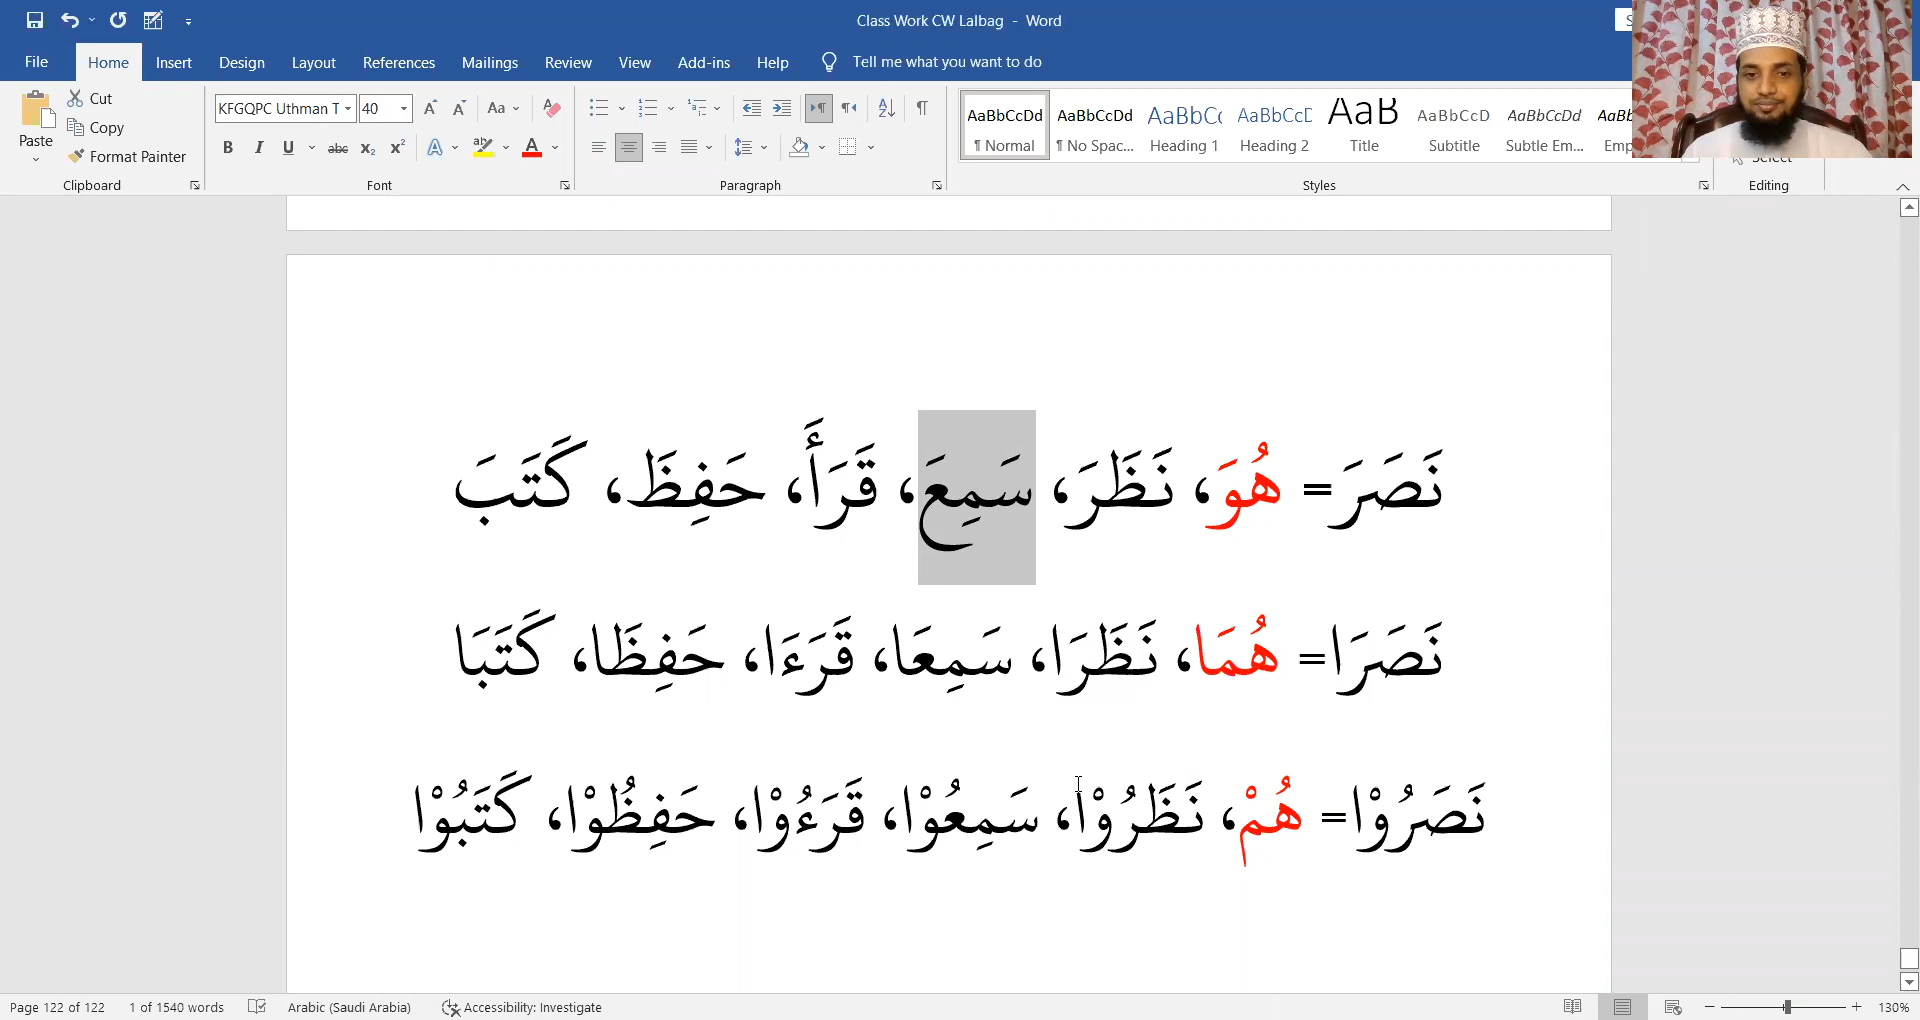 Class Work CW Lalbag - Word
File Home Insert Design Layout References Mailings Review View Add-ins Help Tell me what you want to do
Paste Cut Copy Format Painter
KFGQPC Uthman T 40
AaBbCcDd AaBbCcDd AaBbCc AaBbCcD AaB AaBbCcD AaBbCcDd
¶ Normal ¶ No Spac... Heading 1 Heading 2 Title Subtitle Subtle Em...
Select
Clipboard Font Paragraph Styles Editing
نَصَرَ= هُوَ، نَظَرَ، سَمِعَ، قَرَأَ، حَفِظَ، كَتَبَ
نَصَرَا= هُمَا، نَظَرَا، سَمِعَا، قَرَءَا، حَفِظَا، كَتَبَا
نَصَرُوْا= هُمْ، نَظَرُوْا، سَمِعُوْا، قَرَءُوْا، حَفِظُوْا، كَتَبُوْا
Page 122 of 122 1 of 1540 words Arabic (Saudi Arabia) Accessibility: Investigate 130%